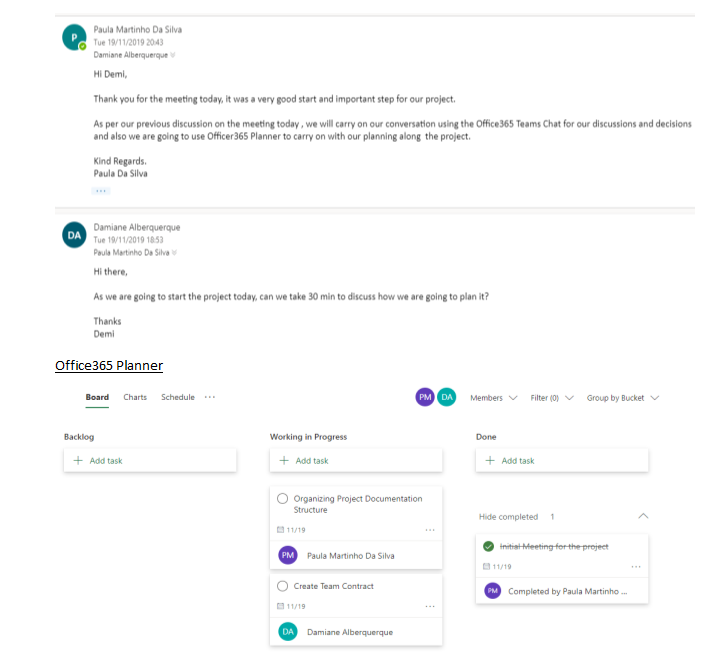 P
Paula Martinho Da Silva
Tue 19/11/2019 20:43
Damiane Alberquerque
Hi Demi,
Thank you for the meeting today, it was a very good start and important step for our project.
As per our previous discussion on the meeting today , we will carry on our conversation using the Office365 Teams Chat for our discussions and decisions
and also we are going to use Officer365 Planner to carry on with our planning along the project.
Kind Regards.
Paula Da Silva
...
DA
Damiane Alberquerque
Tue 19/11/2019 18:53
Paula Martinho Da Silva
Hi there,
As we are going to start the project today, can we take 30 min to discuss how we are going to plan it?
Thanks
Demi
Office365 Planner
Board Charts Schedule ... PM DA Members Filter (0) Group by Bucket
Backlog Working in Progress Done
+ Add task + Add task + Add task
Organizing Project Documentation
Structure
11/19 ...
PM Paula Martinho Da Silva
Create Team Contract
11/19 ...
DA Damiane Alberquerque
Hide completed 1
Initial Meeting for the project
11/19 ...
PM Completed by Paula Martinho ...